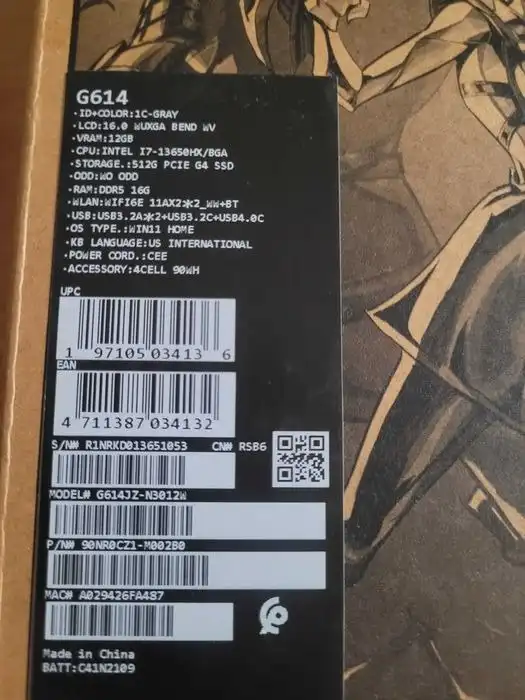 G614
·ID+COLOR:1C-GRAY
·LCD:16.0 WUXGA BEND WV
·VRAM:12GB
·CPU:INTEL I7-13650HX/BGA
·STORAGE.:512G PCIE G4 SSD
·ODD:WO ODD
·RAM:DDR5 16G
·WLAN:WIFI6E 11AX2*2_WW+BT
·USB:USB3.2A*2+USB3.2C+USB4.0C
·OS TYPE.:WIN11 HOME
·KB LANGUAGE:US INTERNATIONAL
·POWER CORD.:CEE
·ACCESSORY:4CELL 90WH
UPC
1 97105 03413 6
EAN
4 711387 034132
S/N# R1NRKD013651053 CN# RSB6
MODEL# G614JZ-N3012W
P/N# 90NR0CZ1-M002B0
MAC# A029426FA487
Made in China
BATT:C41N2109